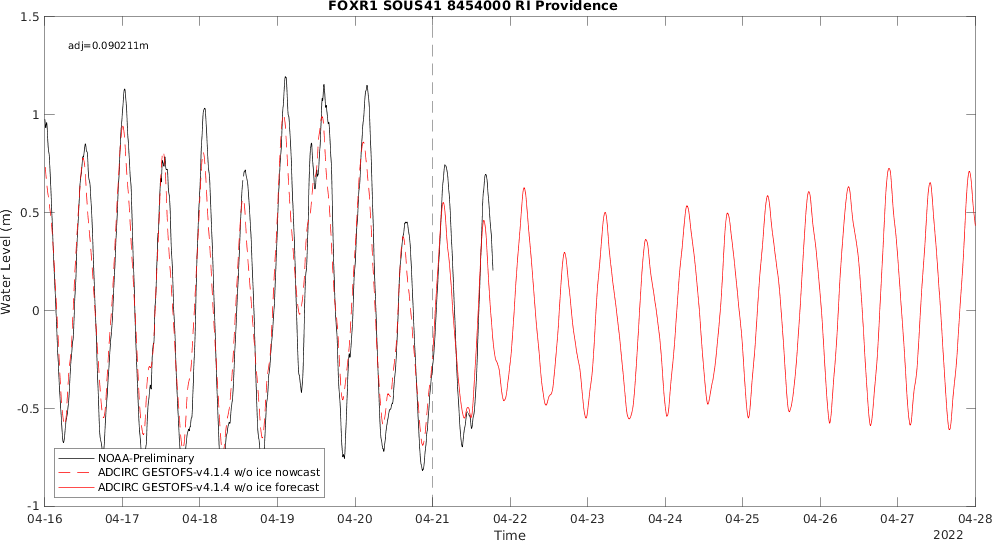 FOXR1 SOUS41 8454000 RI Providence
adj=0.090211m
1.5
1
0.5
0
-0.5
-1
Water Level (m)
NOAA-Preliminary
ADCIRC GESTOFS-v4.1.4 w/o ice nowcast
ADCIRC GESTOFS-v4.1.4 w/o ice forecast
04-16 04-17 04-18 04-19 04-20 04-21 04-22 04-23 04-24 04-25 04-26 04-27 04-28
Time
2022